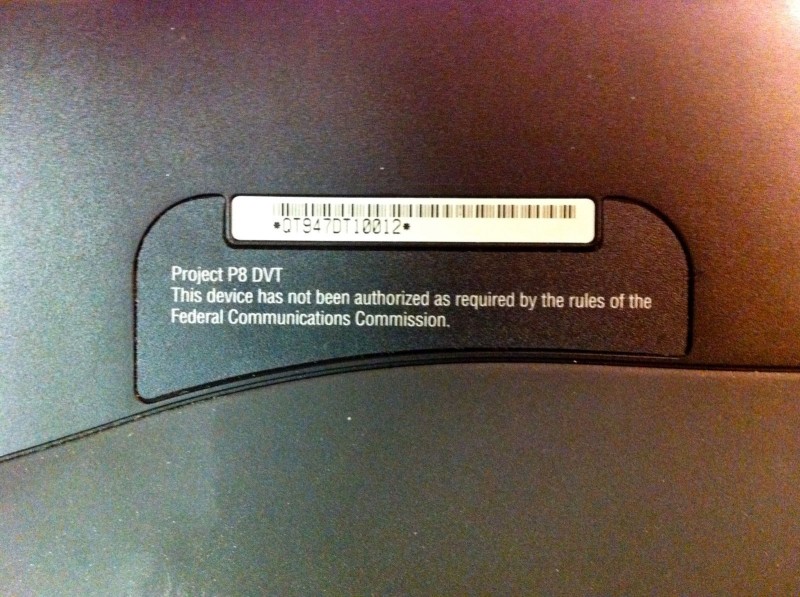 *QT947DT10012*
Project P8 DVT
This device has not been authorized as required by the rules of the
Federal Communications Commission.